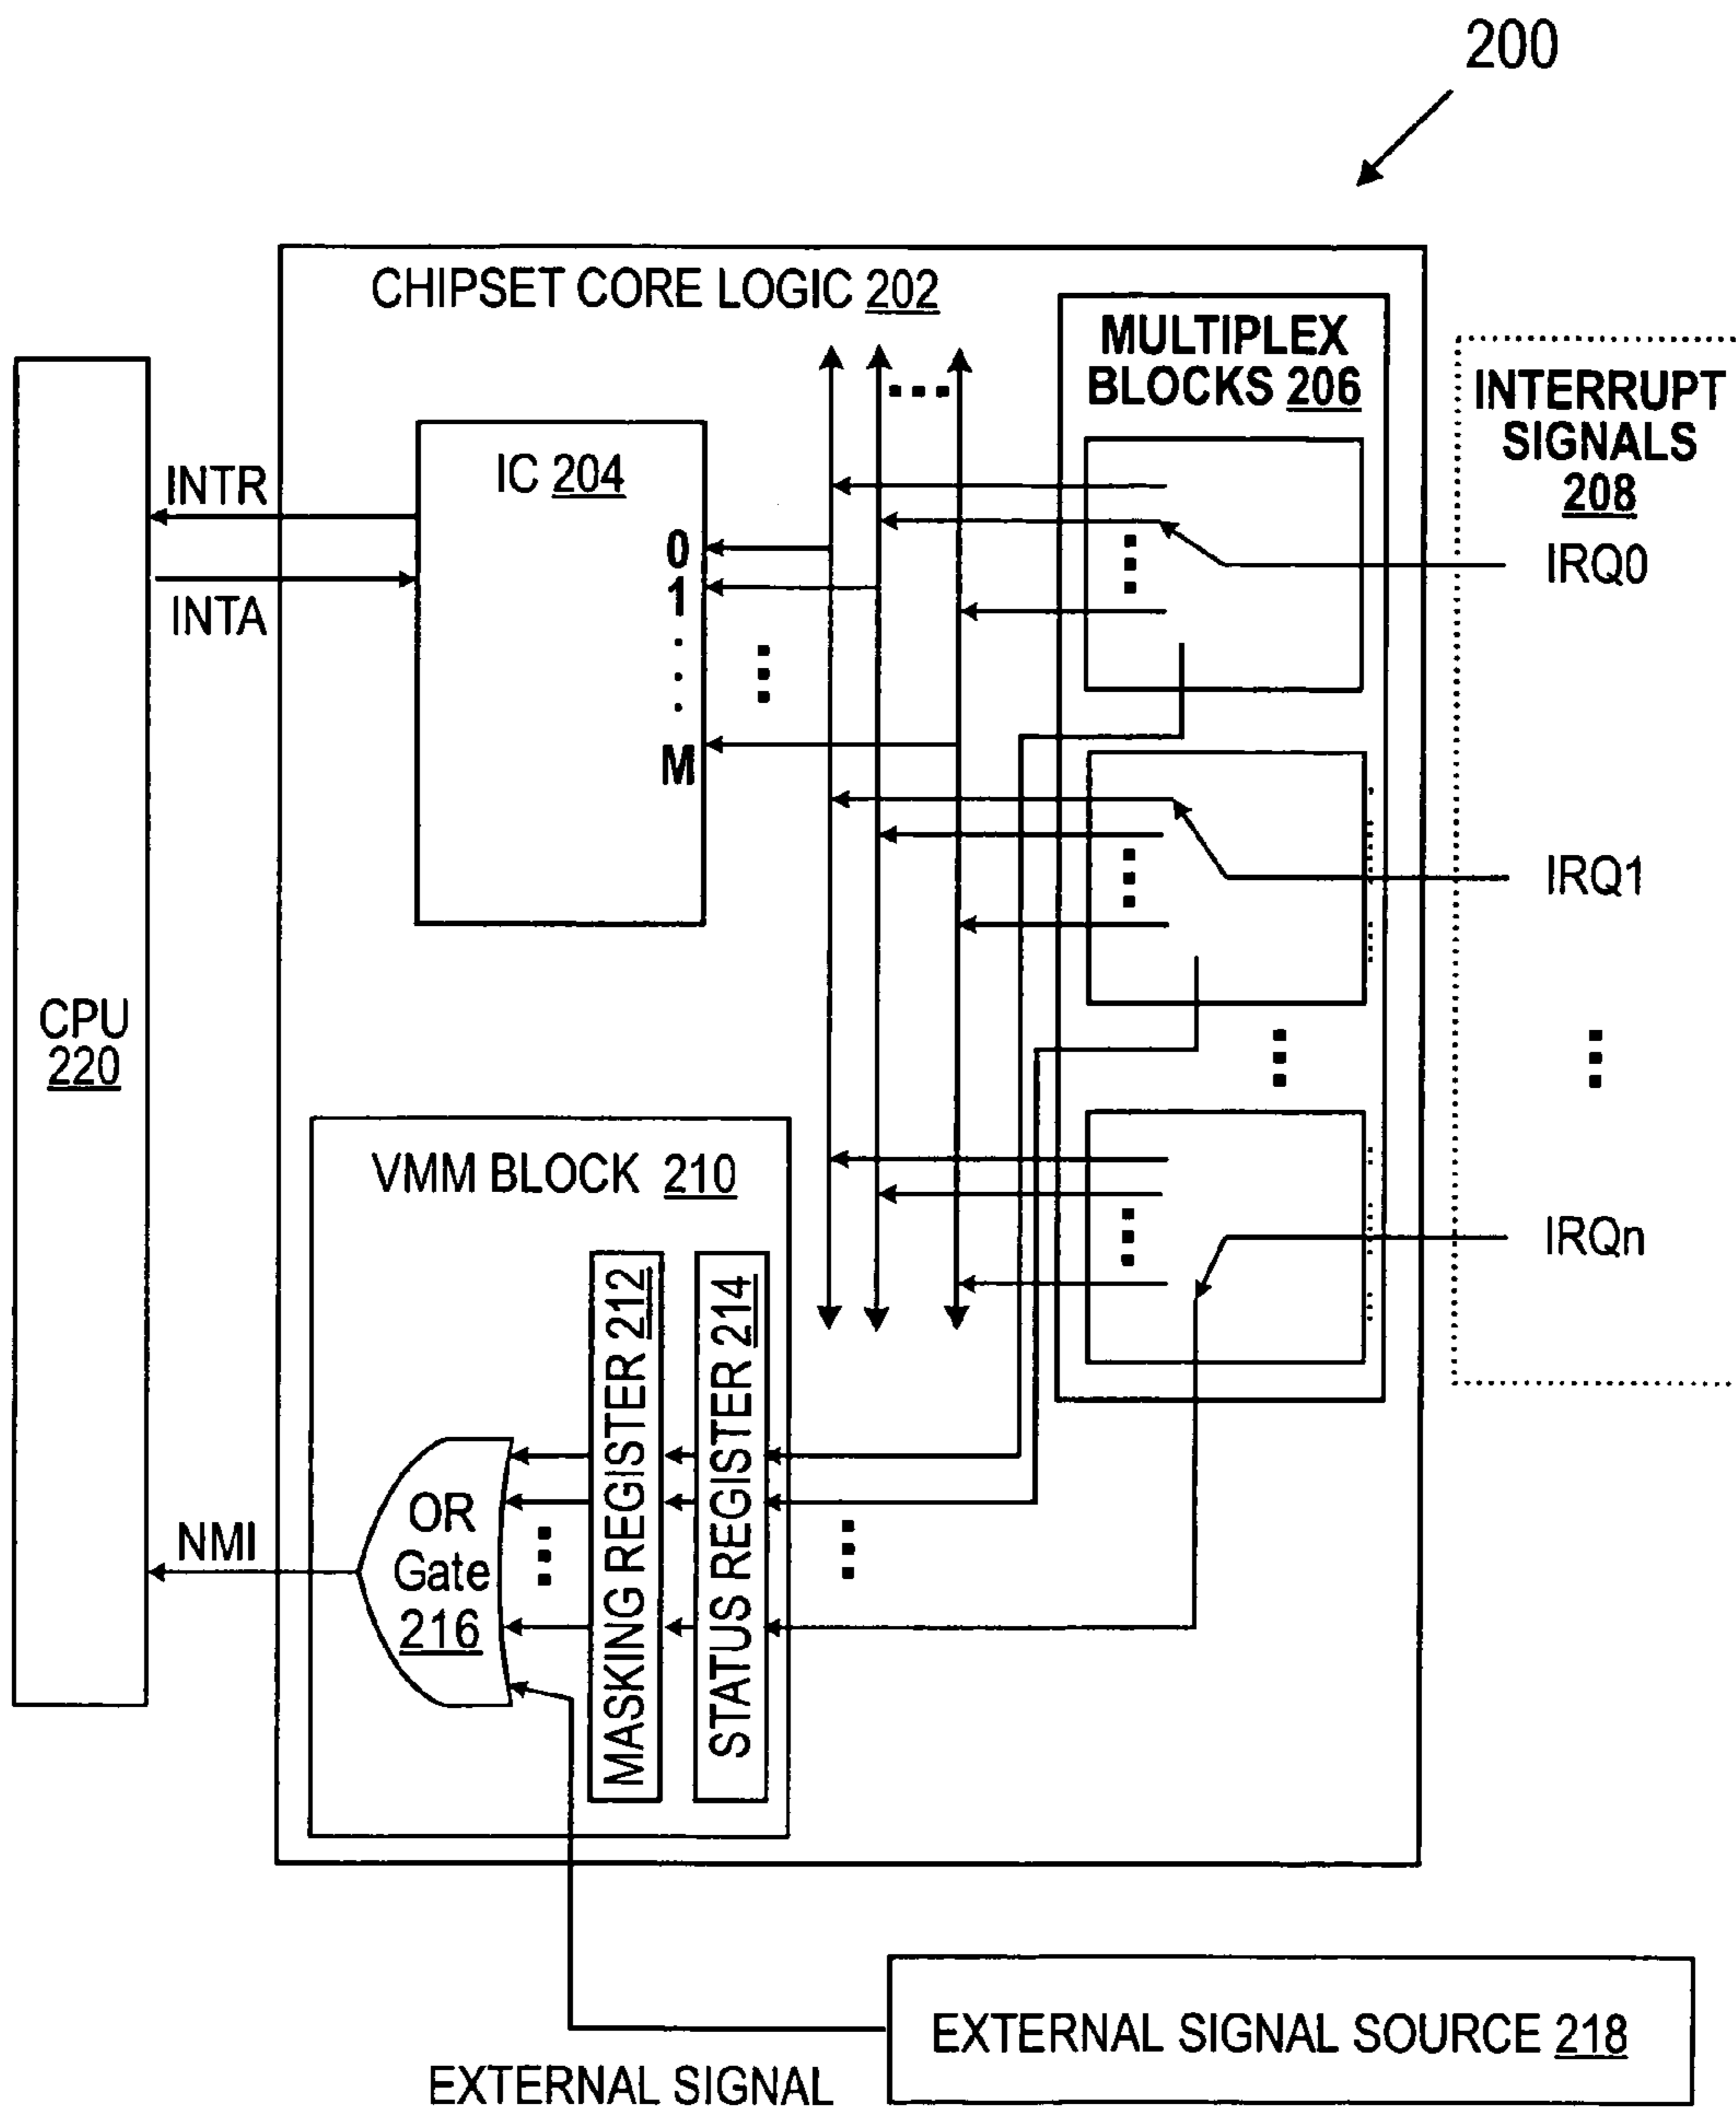 200
CHIPSET CORE LOGIC 202
MULTIPLEX
BLOCKS 206
INTERRUPT
SIGNALS
208
IC 204
INTR
INTA
0
1
M
IRQ0
IRQ1
IRQn
CPU
220
VMM BLOCK 210
MASKING REGISTER 212
STATUS REGISTER 214
OR
Gate
216
NMI
EXTERNAL SIGNAL SOURCE 218
EXTERNAL SIGNAL